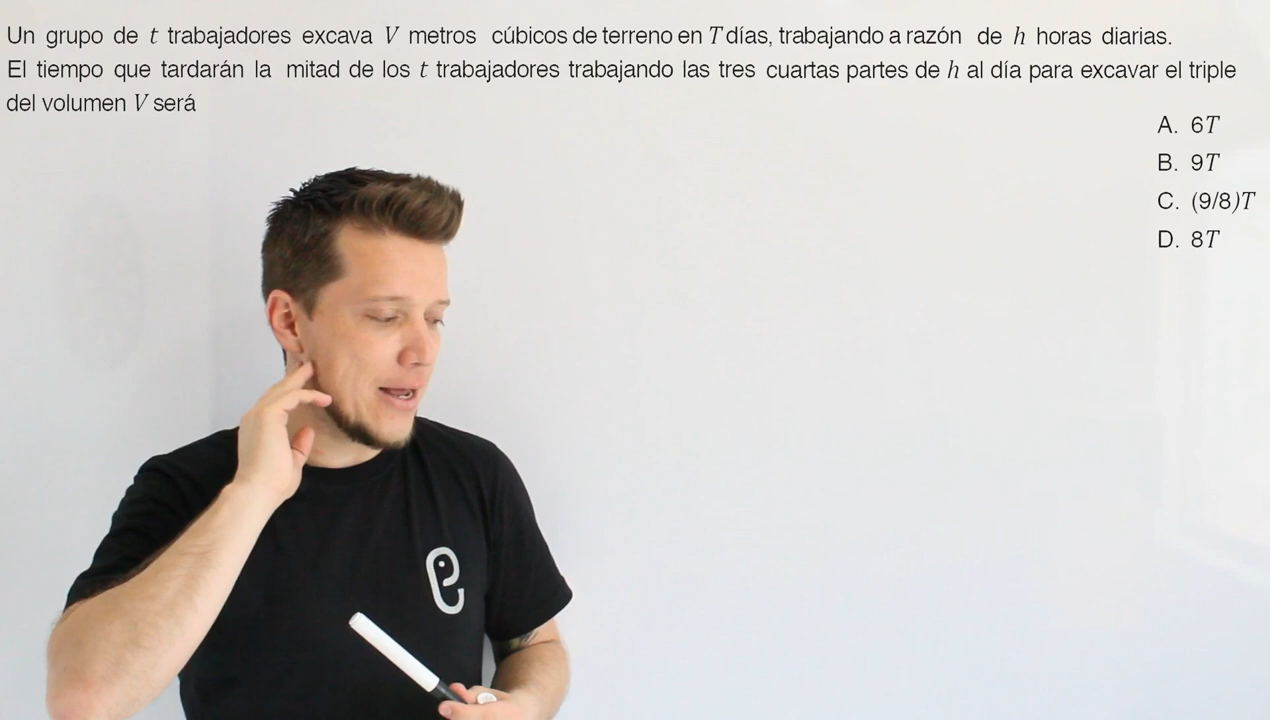 Un grupo de t trabajadores excava V metros cúbicos de terreno en T días, trabajando a razón de h horas diarias.
El tiempo que tardarán la mitad de los t trabajadores trabajando las tres cuartas partes de h al día para excavar el triple
del volumen V será
A. 6T
B. 9T
C. (9/8)T
D. 8T